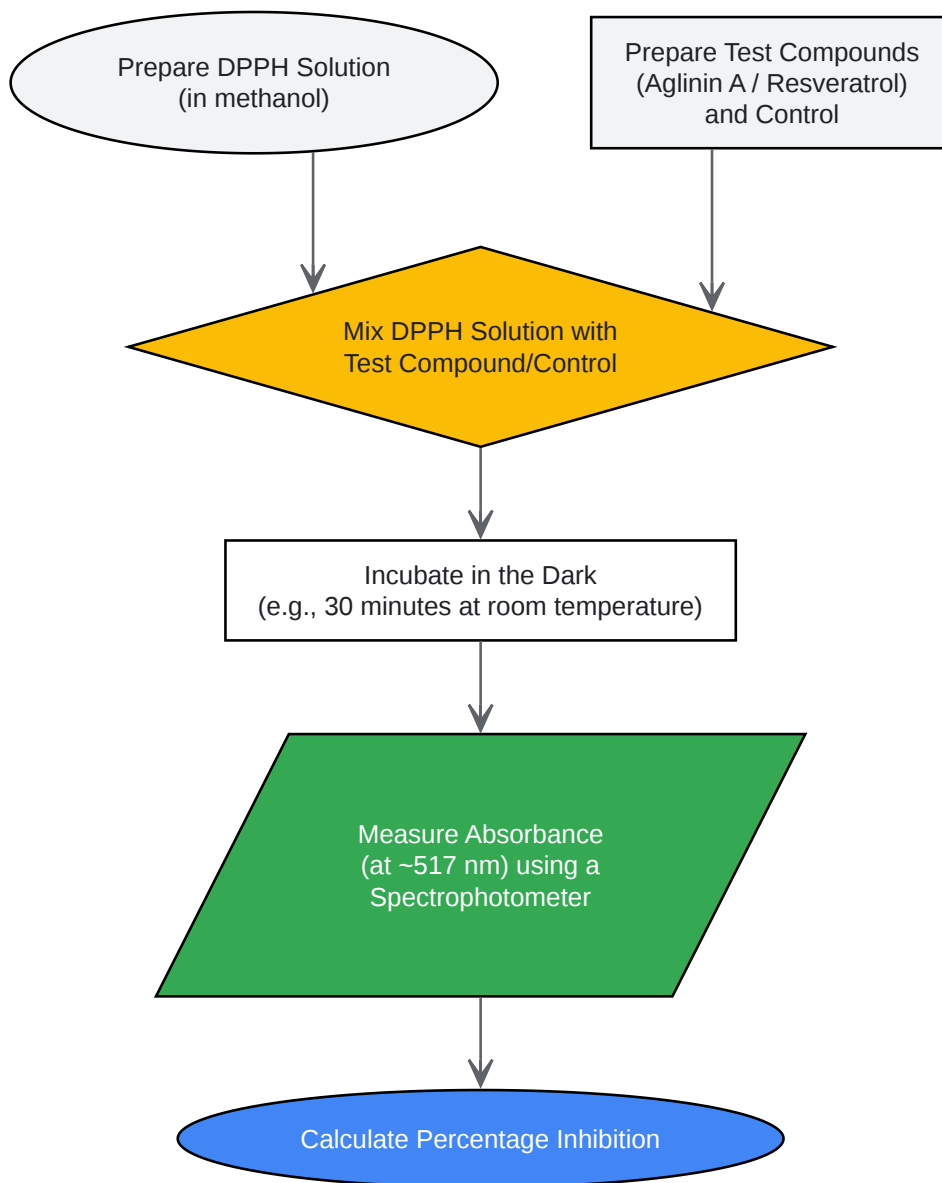 Prepare DPPH Solution
(in methanol)
Prepare Test Compounds
(Aglinin A / Resveratrol)
and Control
Mix DPPH Solution with
Test Compound/Control
Incubate in the Dark
(e.g., 30 minutes at room temperature)
Measure Absorbance
(at ~517 nm) using a
Spectrophotometer
Calculate Percentage Inhibition